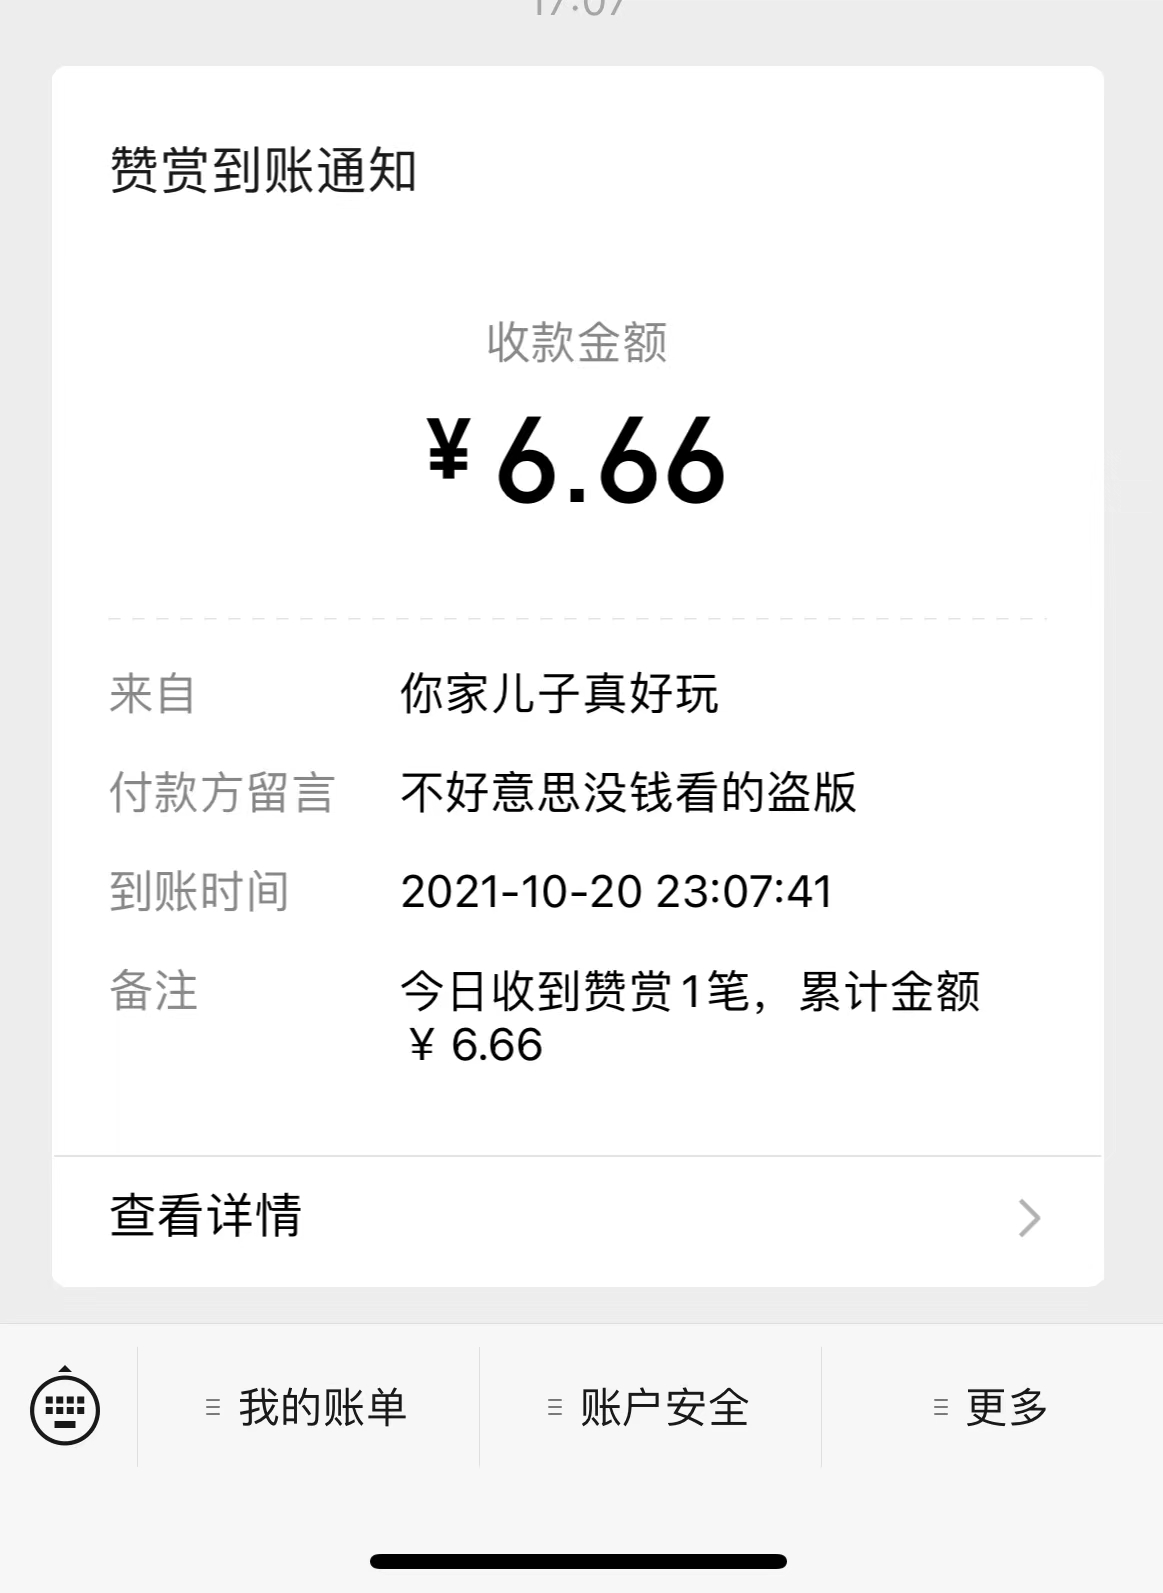 17:07
赞赏到账通知
收款金额
¥6.66
来自 你家儿子真好玩
付款方留言 不好意思没钱看的盗版
到账时间 2021-10-20 23:07:41
备注 今日收到赞赏1笔，累计金额
¥ 6.66
查看详情
我的账单 账户安全 更多